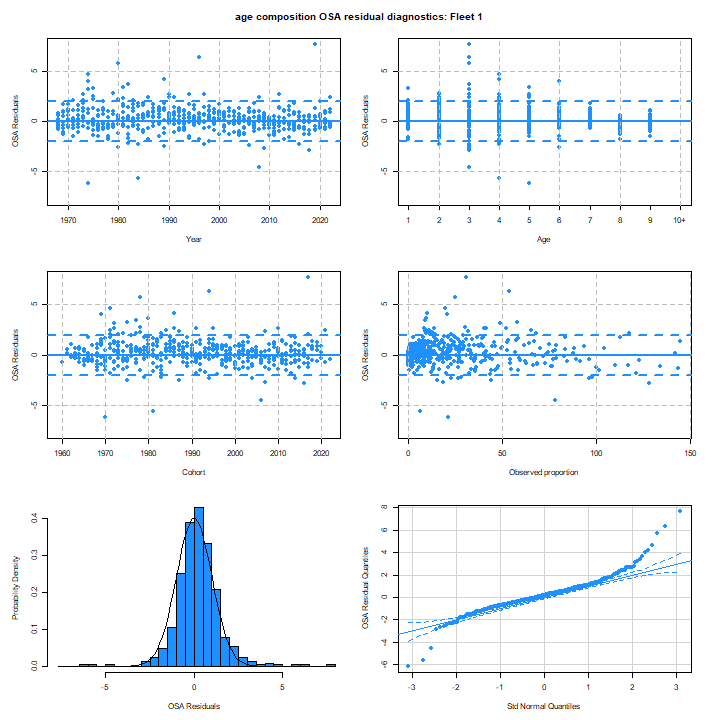 age composition OSA residual diagnostics: Fleet 1
OSA Residuals
5
0
-5
1970 1980 1990 2000 2010 2020
Year
OSA Residuals
5
0
-5
1 2 3 4 5 6 7 8 9 10+
Age
OSA Residuals
5
0
-5
1960 1970 1980 1990 2000 2010 2020
Cohort
OSA Residuals
5
0
-5
0 50 100 150
Observed proportion
Probability Density
0.4
0.3
0.2
0.1
0.0
-5 0 5
OSA Residuals
OSA Residual Quantiles
8
6
4
2
0
-2
-4
-6
-3 -2 -1 0 1 2 3
Std Normal Quantiles